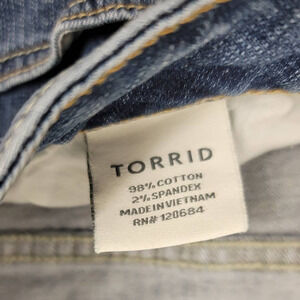 TORRID
98% COTTON
2% SPANDEX
MADE IN VIETNAM
RN# 120684